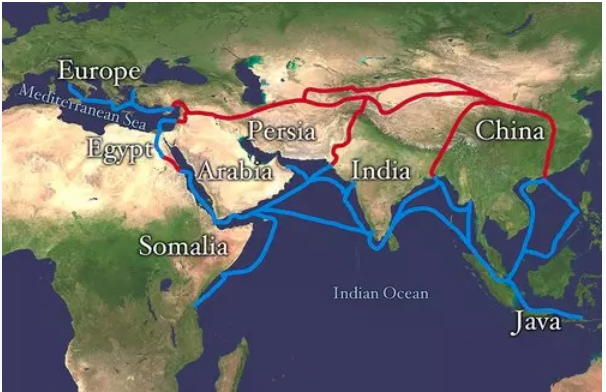 Europe
Mediterranean Sea
Egypt
Arabia
Persia
India
China
Somalia
Indian Ocean
Java